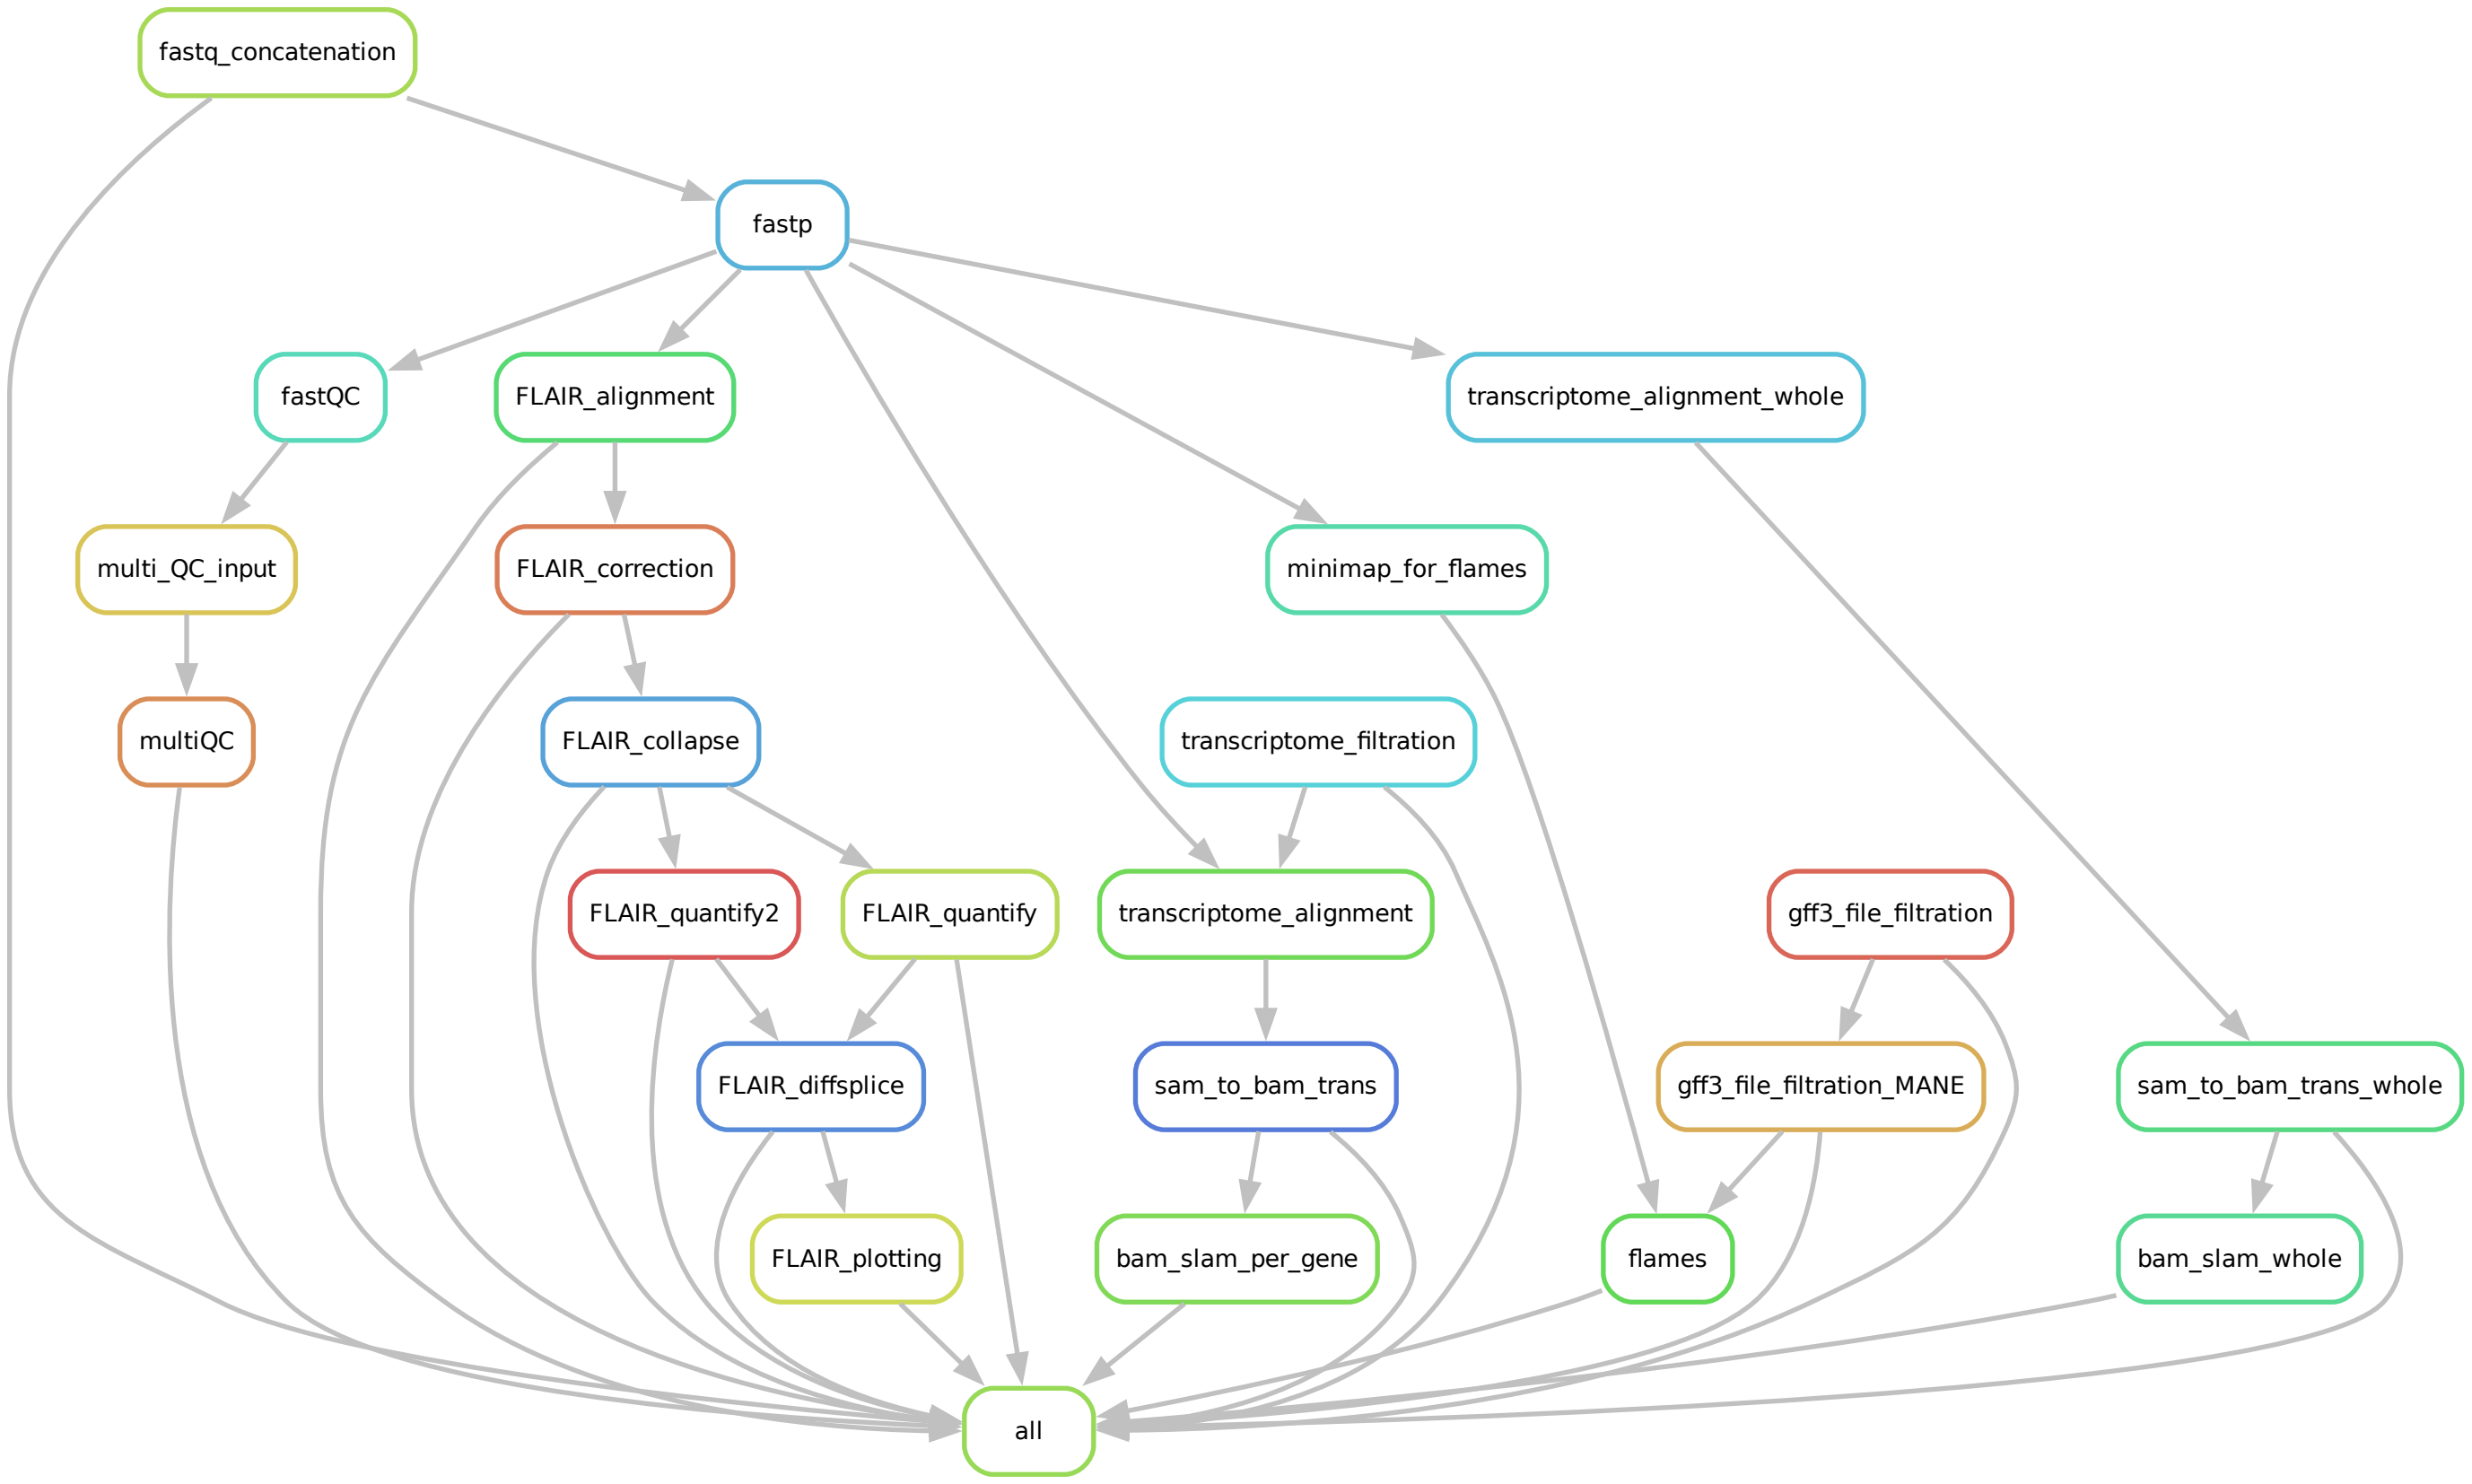 fastq_concatenation
fastp
fastQC
FLAIR_alignment
transcriptome_alignment_whole
multi_QC_input
FLAIR_correction
minimap_for_flames
multiQC
FLAIR_collapse
transcriptome_filtration
FLAIR_quantify2
FLAIR_quantify
transcriptome_alignment
gff3_file_filtration
FLAIR_diffsplice
sam_to_bam_trans
gff3_file_filtration_MANE
sam_to_bam_trans_whole
FLAIR_plotting
bam_slam_per_gene
flames
bam_slam_whole
all